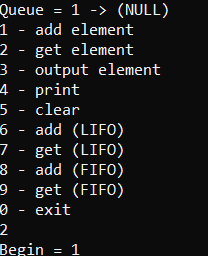 Queue = 1 -> (NULL)
1 - add element
2 - get element
3 - output element
4 - print
5 - clear
6 - add (LIFO)
7 - get (LIFO)
8 - add (FIFO)
9 - get (FIFO)
0 - exit
2
Begin = 1